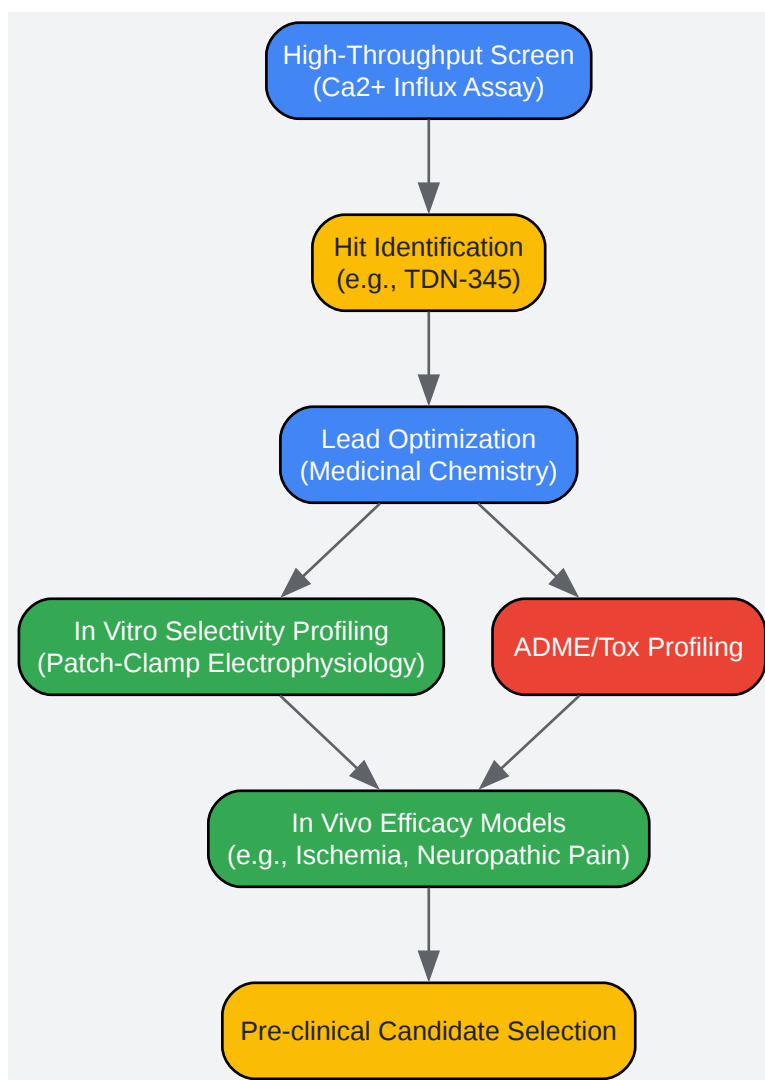 High-Throughput Screen
(Ca2+ Influx Assay)
Hit Identification
(e.g., TDN-345)
Lead Optimization
(Medicinal Chemistry)
In Vitro Selectivity Profiling
(Patch-Clamp Electrophysiology)
ADME/Tox Profiling
In Vivo Efficacy Models
(e.g., Ischemia, Neuropathic Pain)
Pre-clinical Candidate Selection